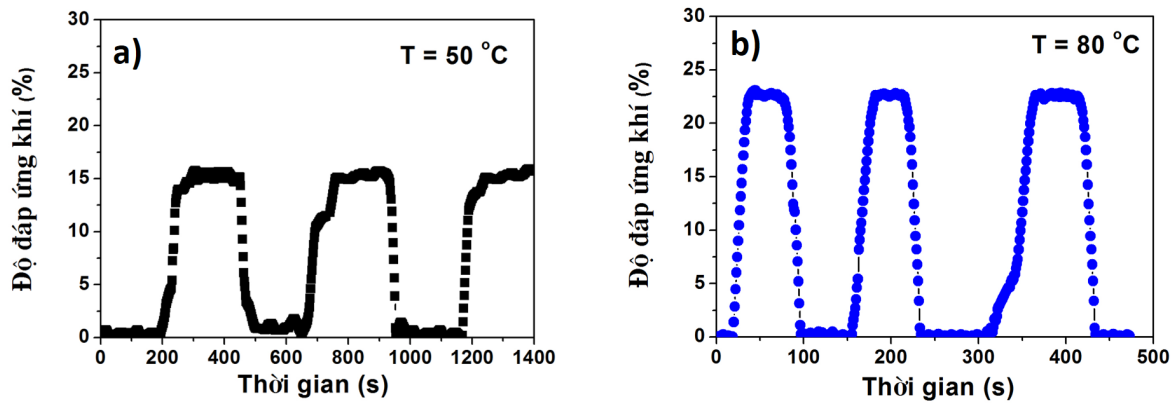 a)
T = 50 °C
Độ đáp ứng khí (%)
30
25
20
15
10
5
0
0 200 400 600 800 1000 1200 1400
Thời gian (s)
b)
T = 80 °C
Độ đáp ứng khí (%)
30
25
20
15
10
5
0
0 100 200 300 400 500
Thời gian (s)